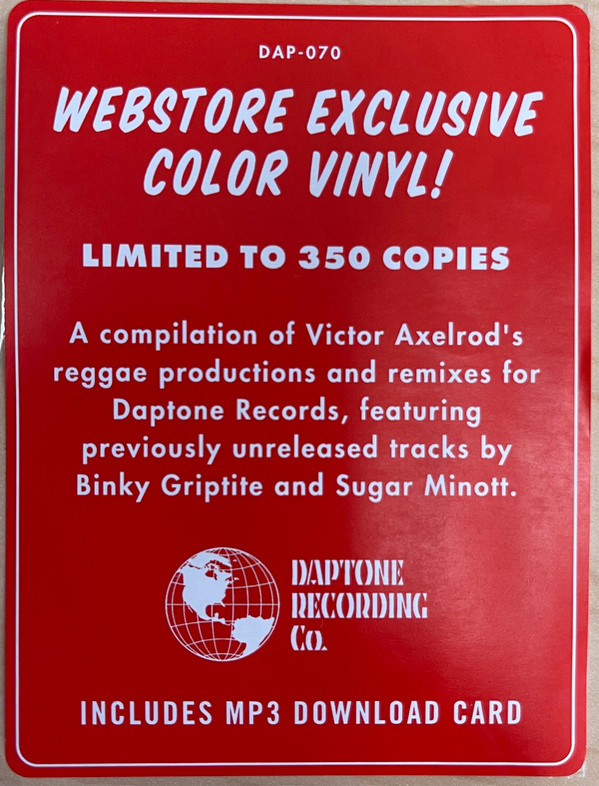 DAP-070
WEBSTORE EXCLUSIVE
COLOR VINYL!
LIMITED TO 350 COPIES
A compilation of Victor Axelrod's
reggae productions and remixes for
Daptone Records, featuring
previously unreleased tracks by
Binky Griptite and Sugar Minott.
DAPTONE
RECORDING
Co.
INCLUDES MP3 DOWNLOAD CARD